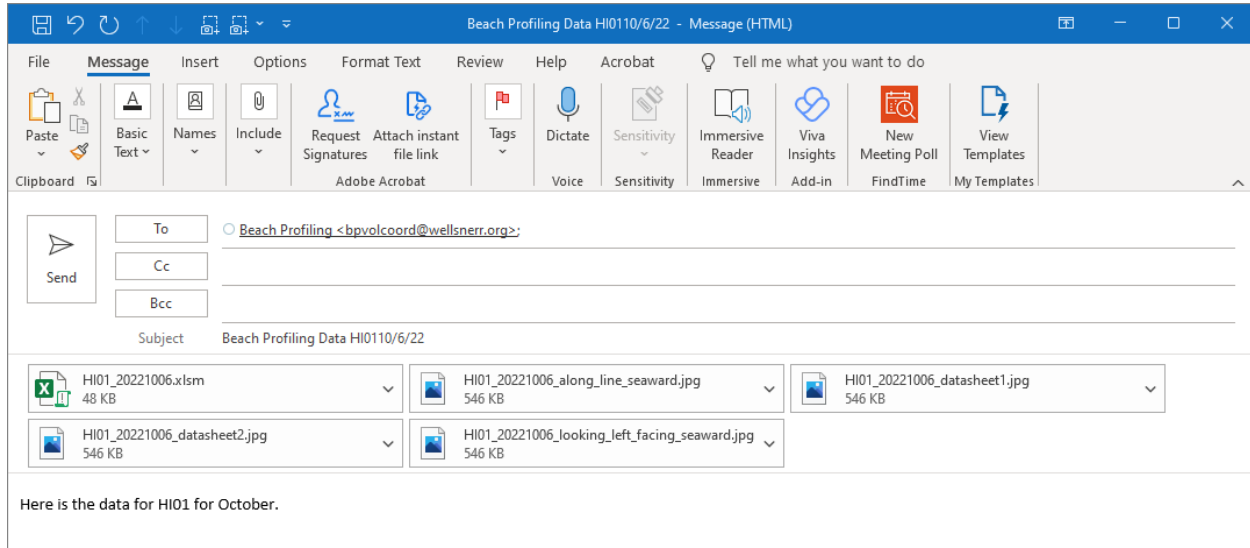 Beach Profiling Data HI0110/6/22 - Message (HTML)
File Message Insert Options Format Text Review Help Acrobat Tell me what you want to do
Paste Basic Text Names Include Request Signatures Attach instant file link Tags Dictate Sensitivity Immersive Reader Viva Insights New Meeting Poll View Templates
Clipboard Adobe Acrobat Voice Sensitivity Immersive Add-in FindTime My Templates
Send
To Beach Profiling <bpvolcoord@wellsnerr.org>;
Cc
Bcc
Subject Beach Profiling Data HI0110/6/22
HI01_20221006.xlsm HI01_20221006_along_line_seaward.jpg HI01_20221006_datasheet1.jpg
48 KB 546 KB 546 KB
HI01_20221006_datasheet2.jpg HI01_20221006_looking_left_facing_seaward.jpg
546 KB 546 KB
Here is the data for HI01 for October.